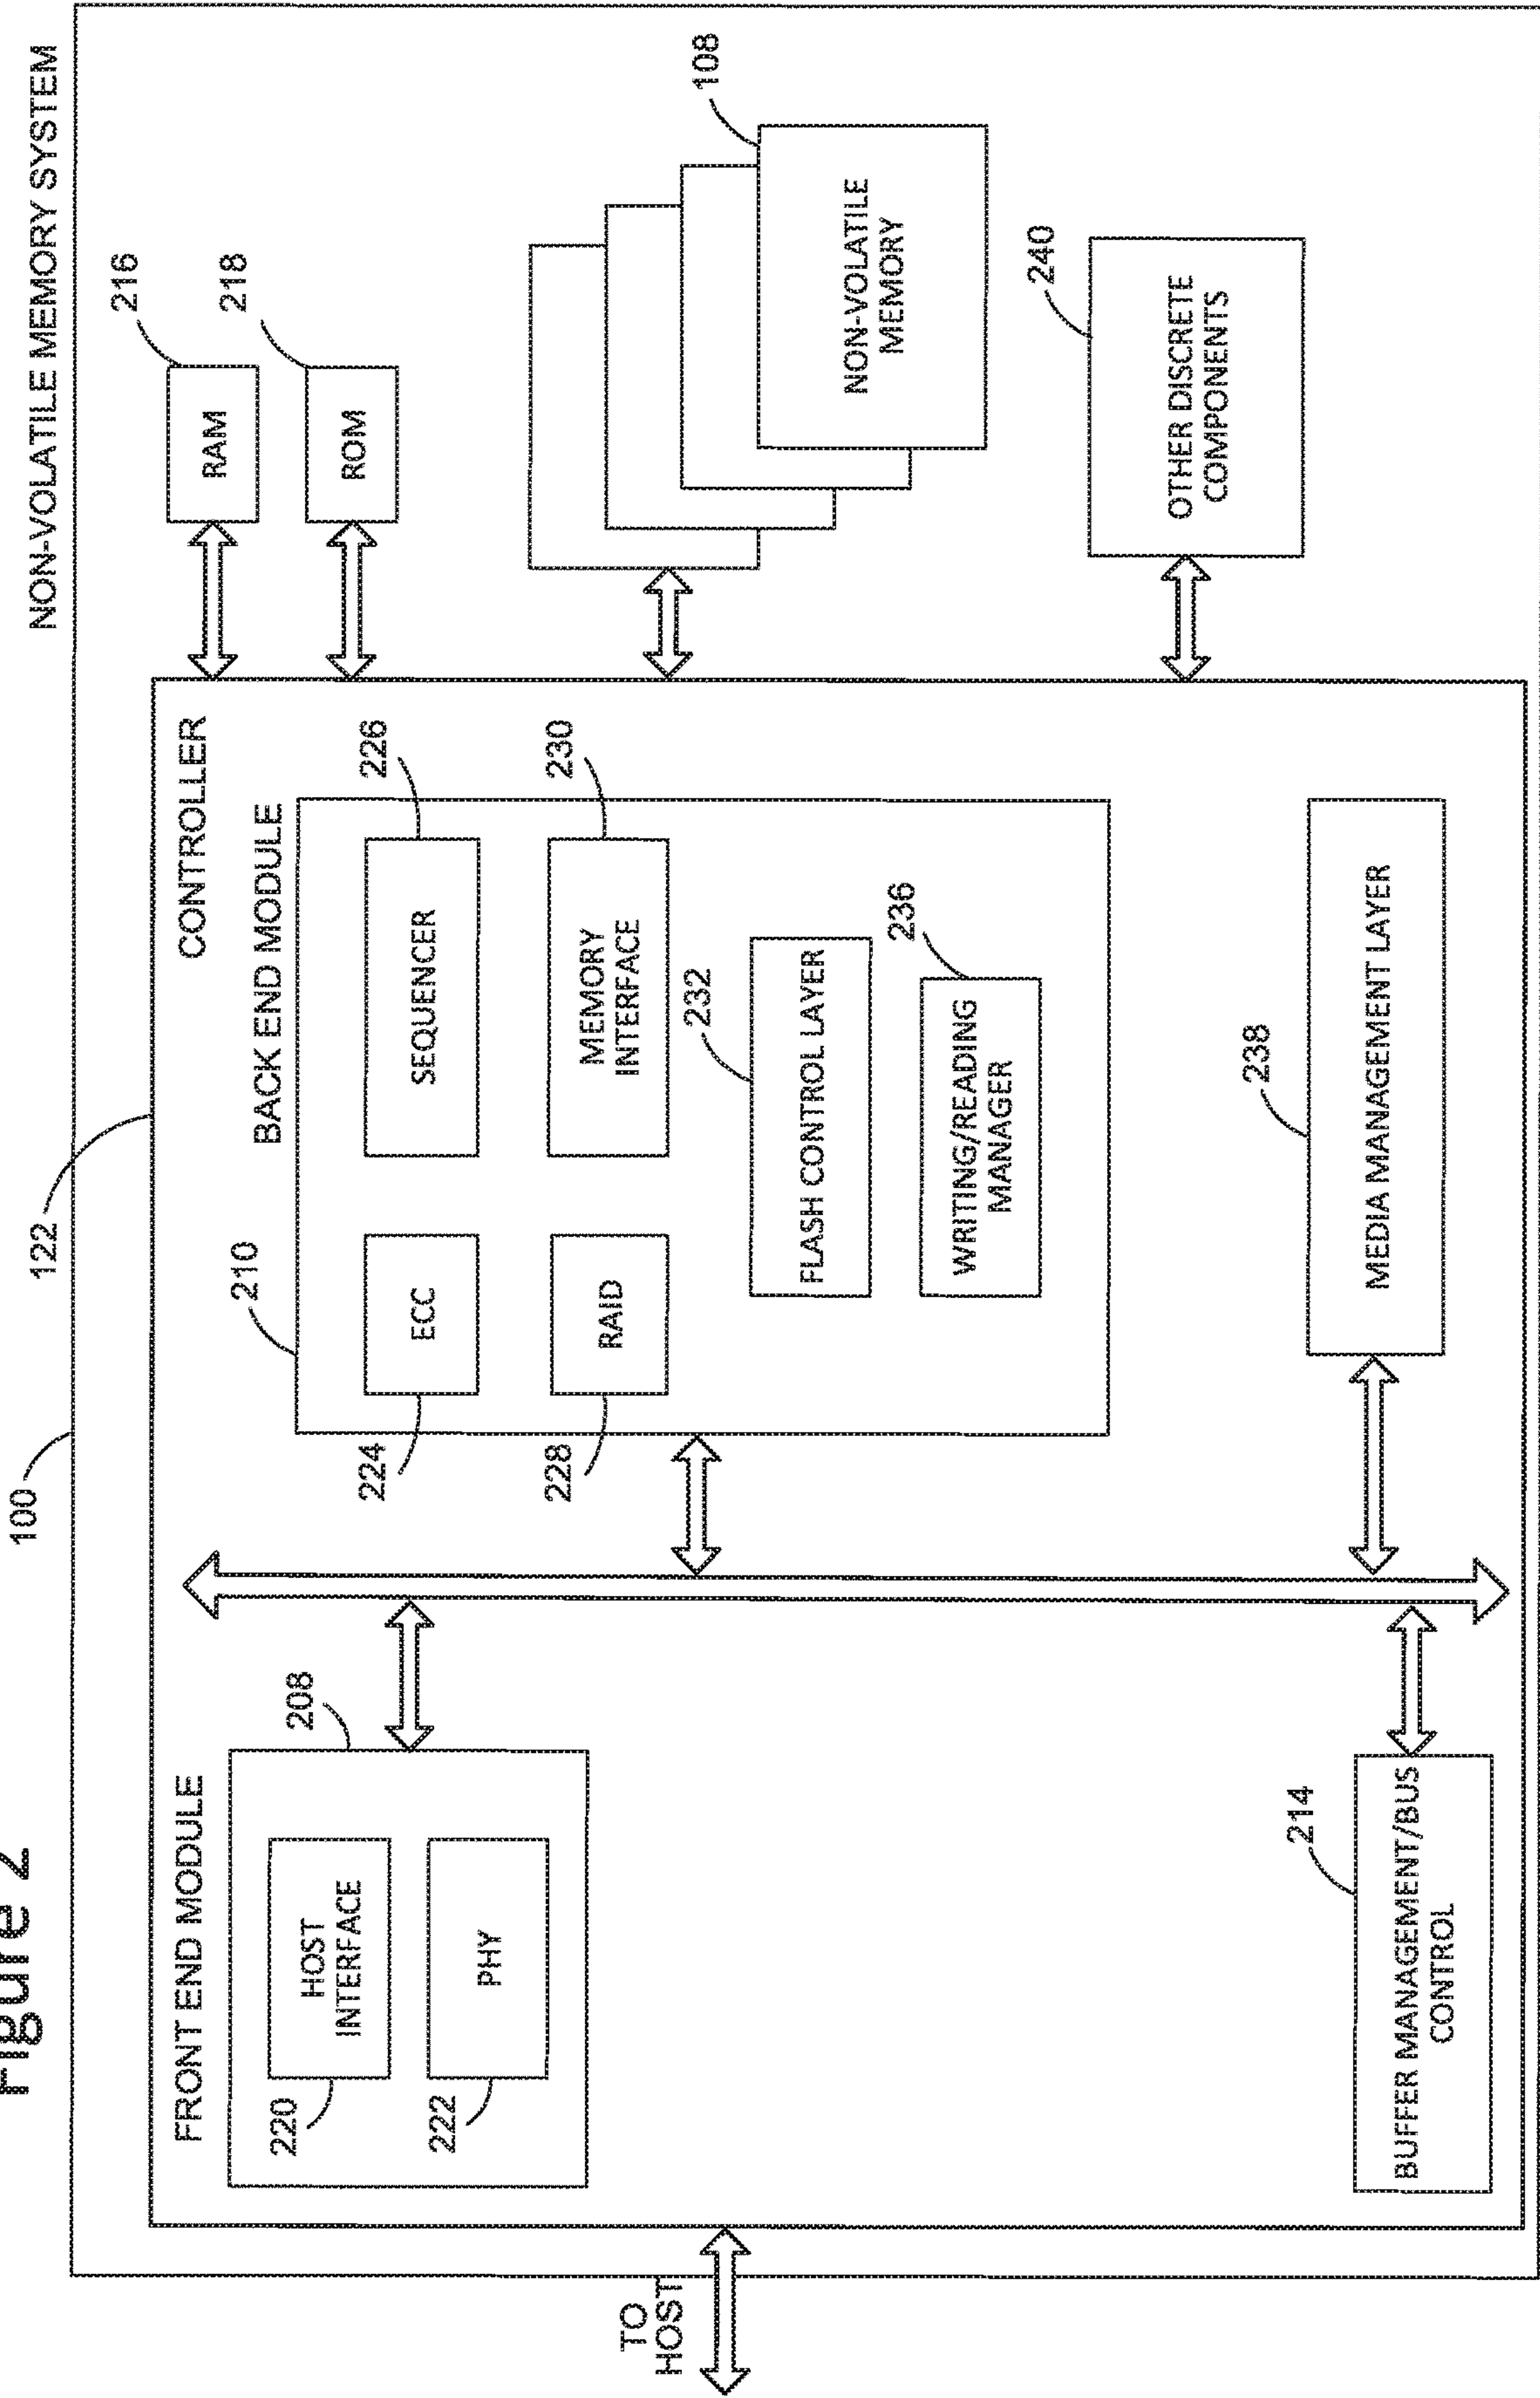 Figure 2
100
122
NON-VOLATILE MEMORY SYSTEM
CONTROLLER
FRONT END MODULE
208
HOST
INTERFACE
220
PHY
222
TO
HOST
BACK END MODULE
210
ECC
224
SEQUENCER
226
RAID
228
MEMORY
INTERFACE
230
FLASH CONTROL LAYER
232
WRITING/READING
MANAGER
236
RAM
216
ROM
218
NON-VOLATILE
MEMORY
108
OTHER DISCRETE
COMPONENTS
240
BUFFER MANAGEMENT/BUS
CONTROL
214
MEDIA MANAGEMENT LAYER
238